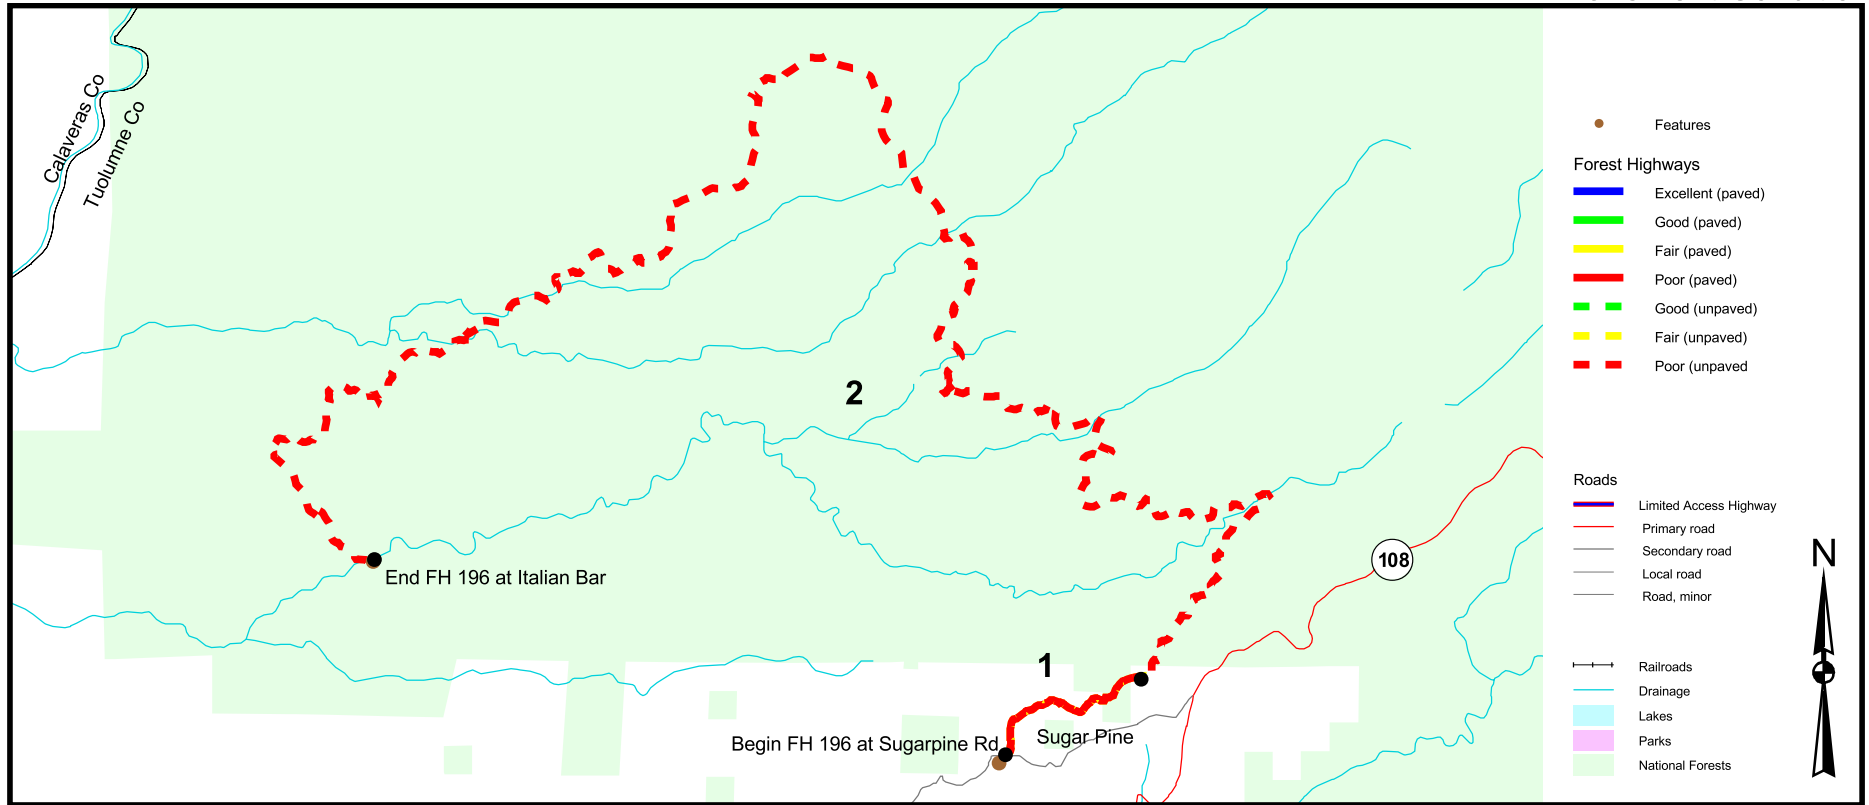 Calaveras Co
Tuolumne Co
2
1
108
End FH 196 at Italian Bar
Begin FH 196 at Sugarpine Rd
Sugar Pine
Features
Forest Highways
Excellent (paved)
Good (paved)
Fair (paved)
Poor (paved)
Good (unpaved)
Fair (unpaved)
Poor (unpaved
Roads
Limited Access Highway
Primary road
Secondary road
Local road
Road, minor
Railroads
Drainage
Lakes
Parks
National Forests
N